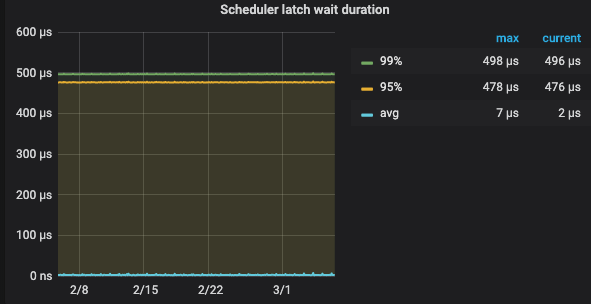 Scheduler latch wait duration
600 µs
500 µs
400 µs
300 µs
200 µs
100 µs
0 ns
2/8 2/15 2/22 3/1
max current
99% 498 µs 496 µs
95% 478 µs 476 µs
avg 7 µs 2 µs